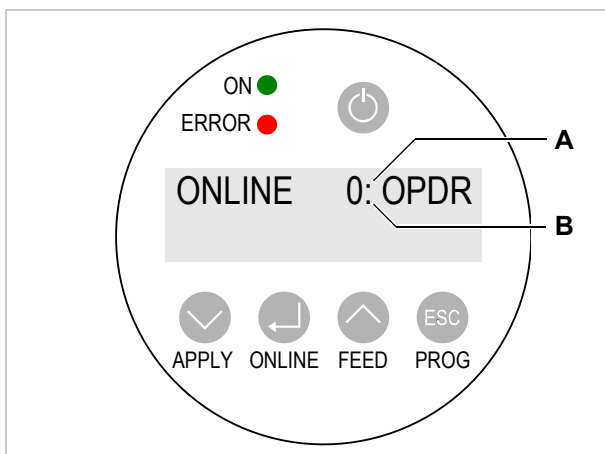 ON
ERROR
A
ONLINE 0: OPDR
B
ESC
APPLY ONLINE FEED PROG